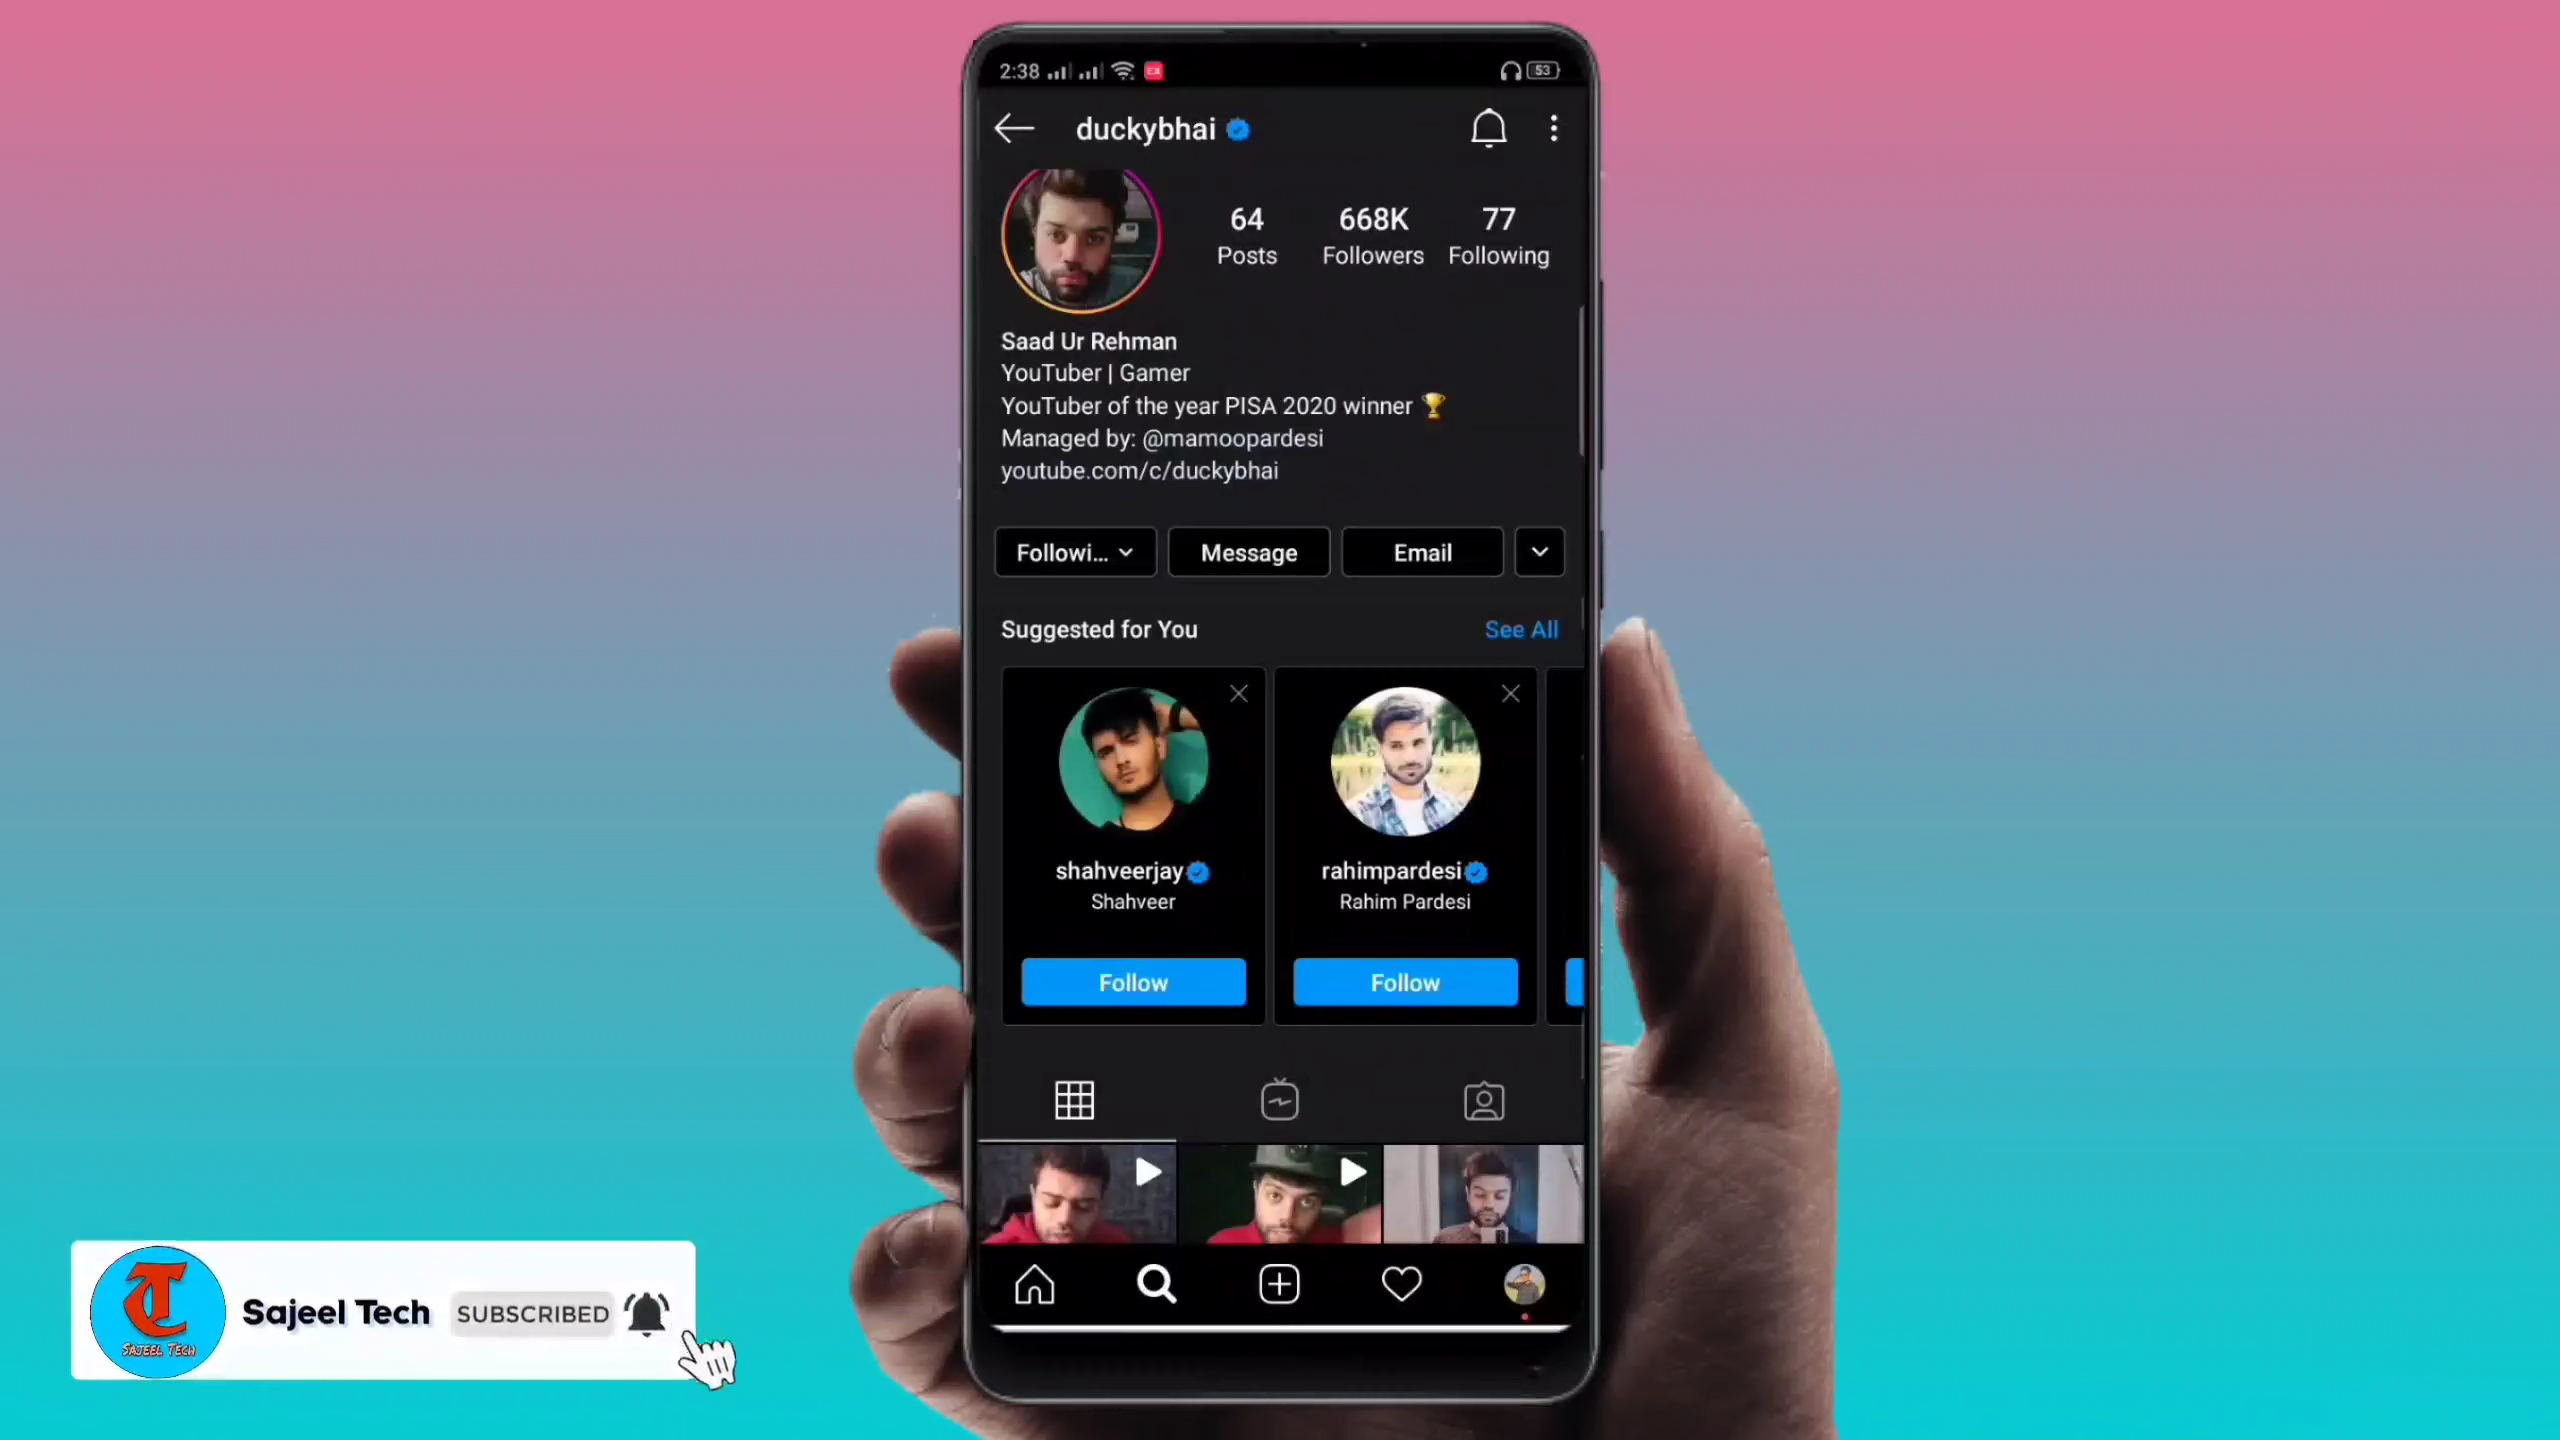 2:38
53
duckybhai
64 668K 77
Posts Followers Following
Saad Ur Rehman
YouTuber | Gamer
YouTuber of the year PISA 2020 winner 🏆
Managed by: @mamoopardesi
youtube.com/c/duckybhai
Followi... Message Email
Suggested for You See All
shahveerjay rahimpardesi
Shahveer Rahim Pardesi
Follow Follow
Sajeel Tech SUBSCRIBED
SAJEEL TECH